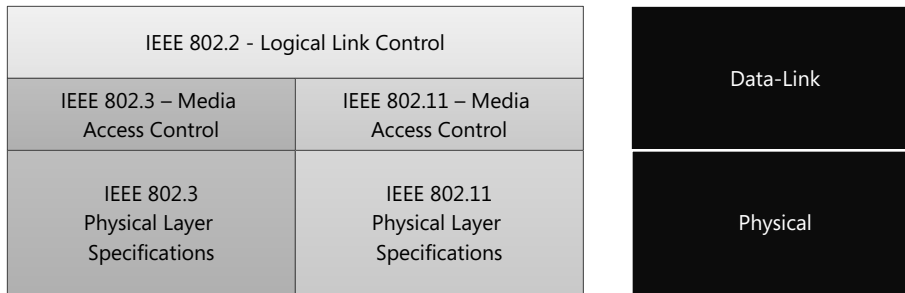 IEEE 802.2 - Logical Link Control
IEEE 802.3 – Media
Access Control
IEEE 802.11 – Media
Access Control
IEEE 802.3
Physical Layer
Specifications
IEEE 802.11
Physical Layer
Specifications
Data-Link
Physical